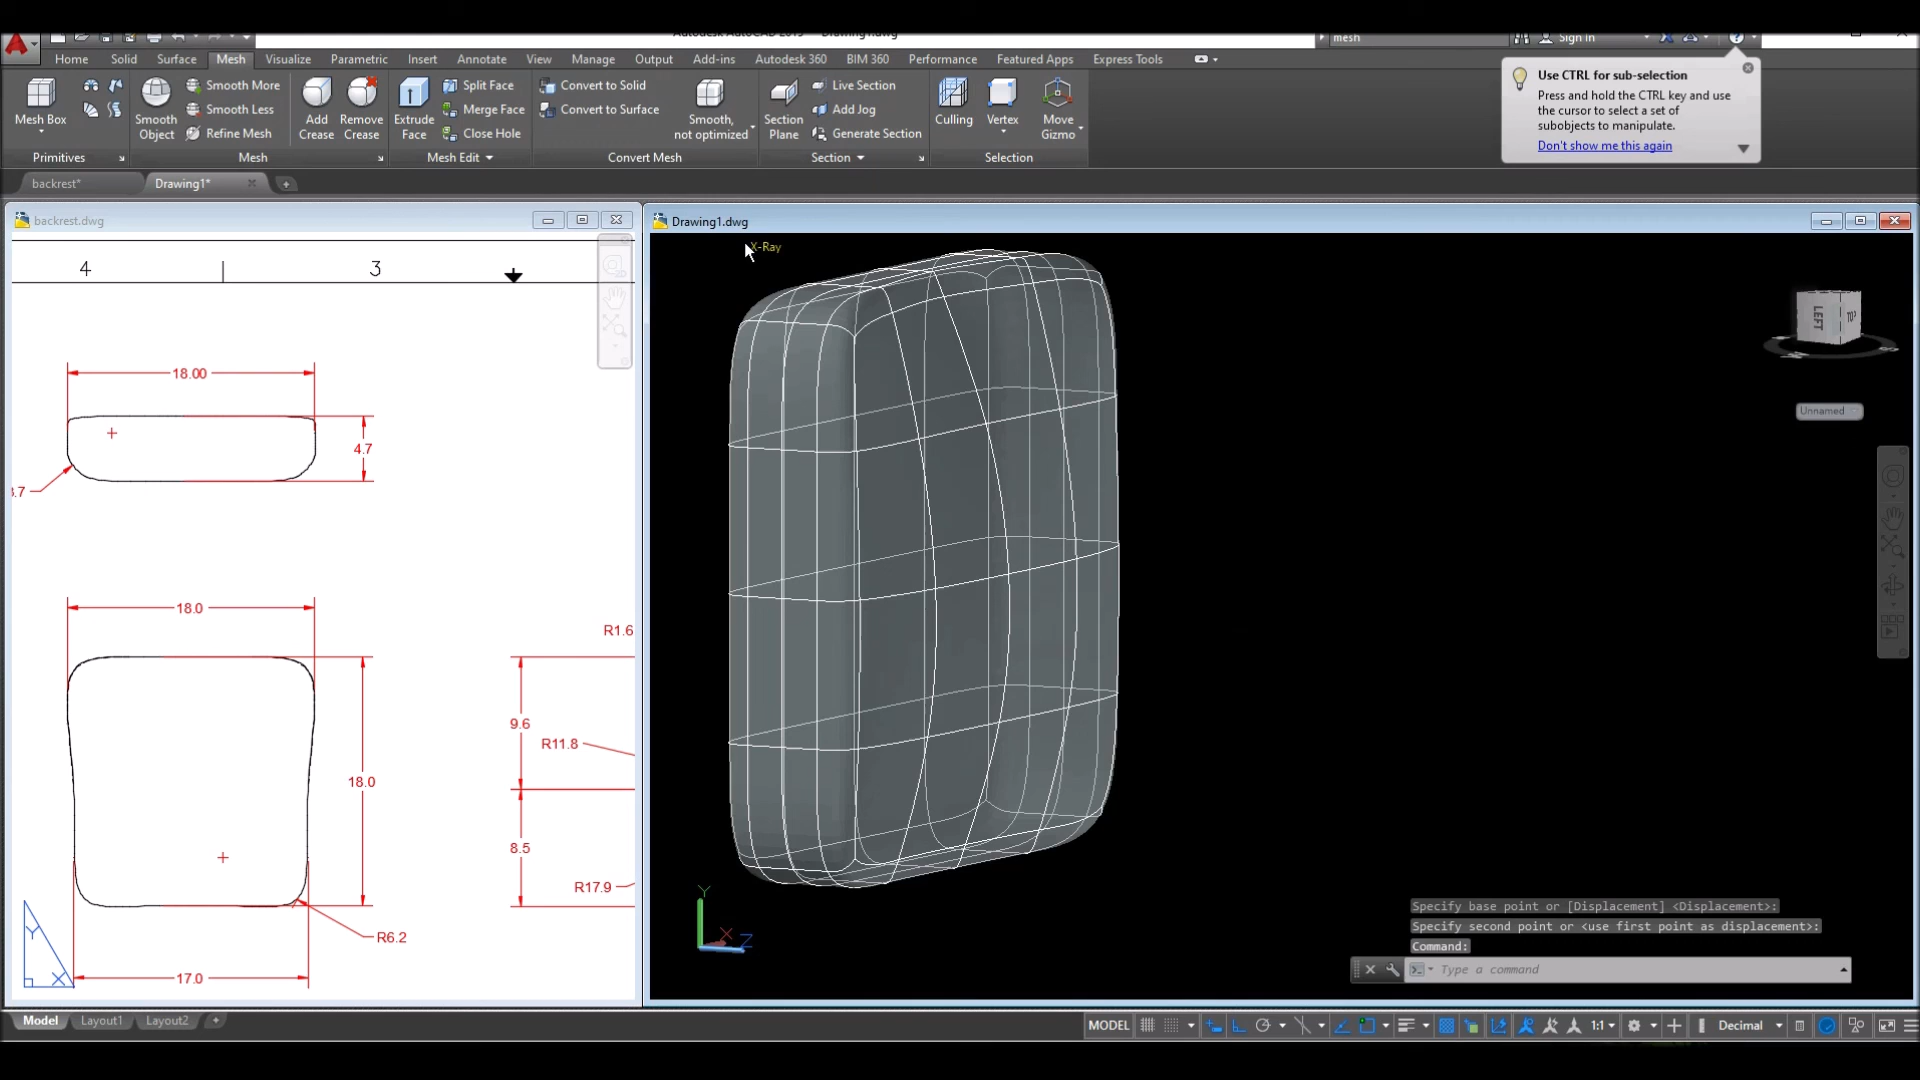 mesh
Sign In
Home
Solid
Surface
Mesh
Visualize
Parametric
Insert
Annotate
View
Manage
Output
Add-ins
Autodesk 360
BIM 360
Performance
Featured Apps
Express Tools
Mesh Box
Primitives
Smooth Object
Smooth More
Smooth Less
Refine Mesh
Mesh
Add Crease
Remove Crease
Extrude Face
Split Face
Merge Face
Close Hole
Mesh Edit
Convert to Solid
Convert to Surface
Smooth, not optimized
Convert Mesh
Section Plane
Live Section
Add Jog
Generate Section
Section
Culling
Vertex
Move Gizmo
Selection
Use CTRL for sub-selection
Press and hold the CTRL key and use
the cursor to select a set of
subobjects to manipulate.
Don't show me this again
backrest*
Drawing1*
backrest.dwg
4
3
18.00
4.7
18.0
18.0
R6.2
17.0
R1.6
9.6
R11.8
8.5
R17.9
Y
X
Drawing1.dwg
X-Ray
LEFT
TOP
Unnamed
Y
X
Z
Specify base point or [Displacement] <Displacement>:
Specify second point or <use first point as displacement>:
Command:
Type a command
Model
Layout1
Layout2
MODEL
1:1
Decimal